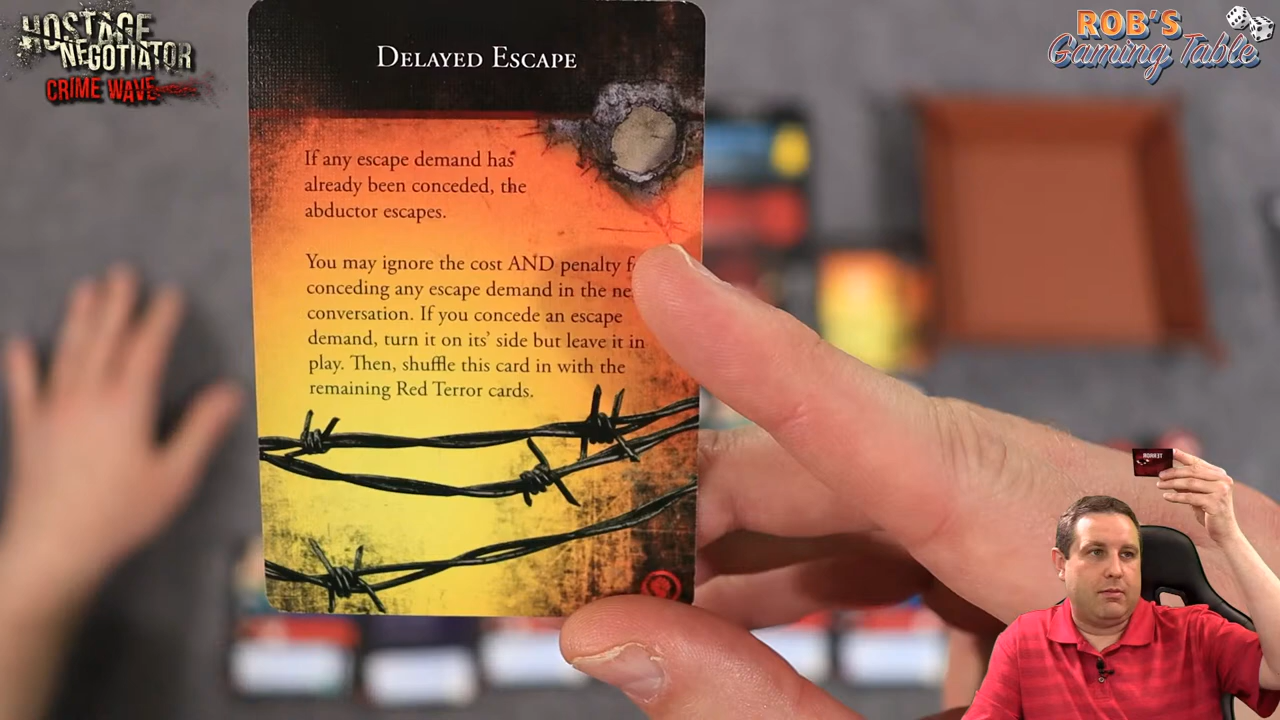 HOSTAGE
NEGOTIATOR
CRIME WAVE
ROB'S
Gaming Table
DELAYED ESCAPE
If any escape demand has
already been conceded, the
abductor escapes.
You may ignore the cost AND penalty
conceding any escape demand in the
conversation. If you concede an escape
demand, turn it on its' side but leave it in
play. Then, shuffle this card in with the
remaining Red Terror cards.
TERROR